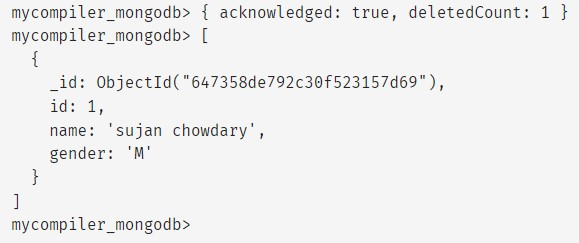 mycompiler_mongodb> { acknowledged: true, deletedCount: 1 }
mycompiler_mongodb> [
  {
    _id: ObjectId("647358de792c30f523157d69"),
    id: 1,
    name: 'sujan chowdary',
    gender: 'M'
  }
]
mycompiler_mongodb>